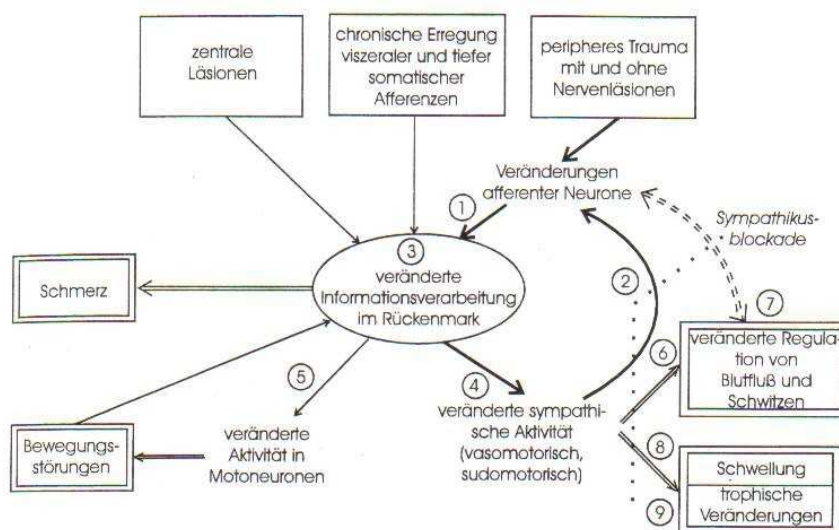 zentrale
Läsionen
chronische Erregung
viszeraler und tiefer
somatischer
Afferenzen
peripheres Trauma
mit und ohne
Nervenläsionen
Veränderungen
afferenter Neurone
1
Sympathikus-
blockade
3
veränderte
Informationsverarbeitung
im Rückenmark
2
Schmerz
7
6
veränderte Regula-
tion von
Blutfluß und
Schwitzen
5
4
veränderte sympathi-
sche Aktivität
(vasomotorisch,
sudomotorisch)
Bewegungs-
störungen
veränderte
Aktivität in
Motoneuronen
8
Schwellung
9
trophische
Veränderungen